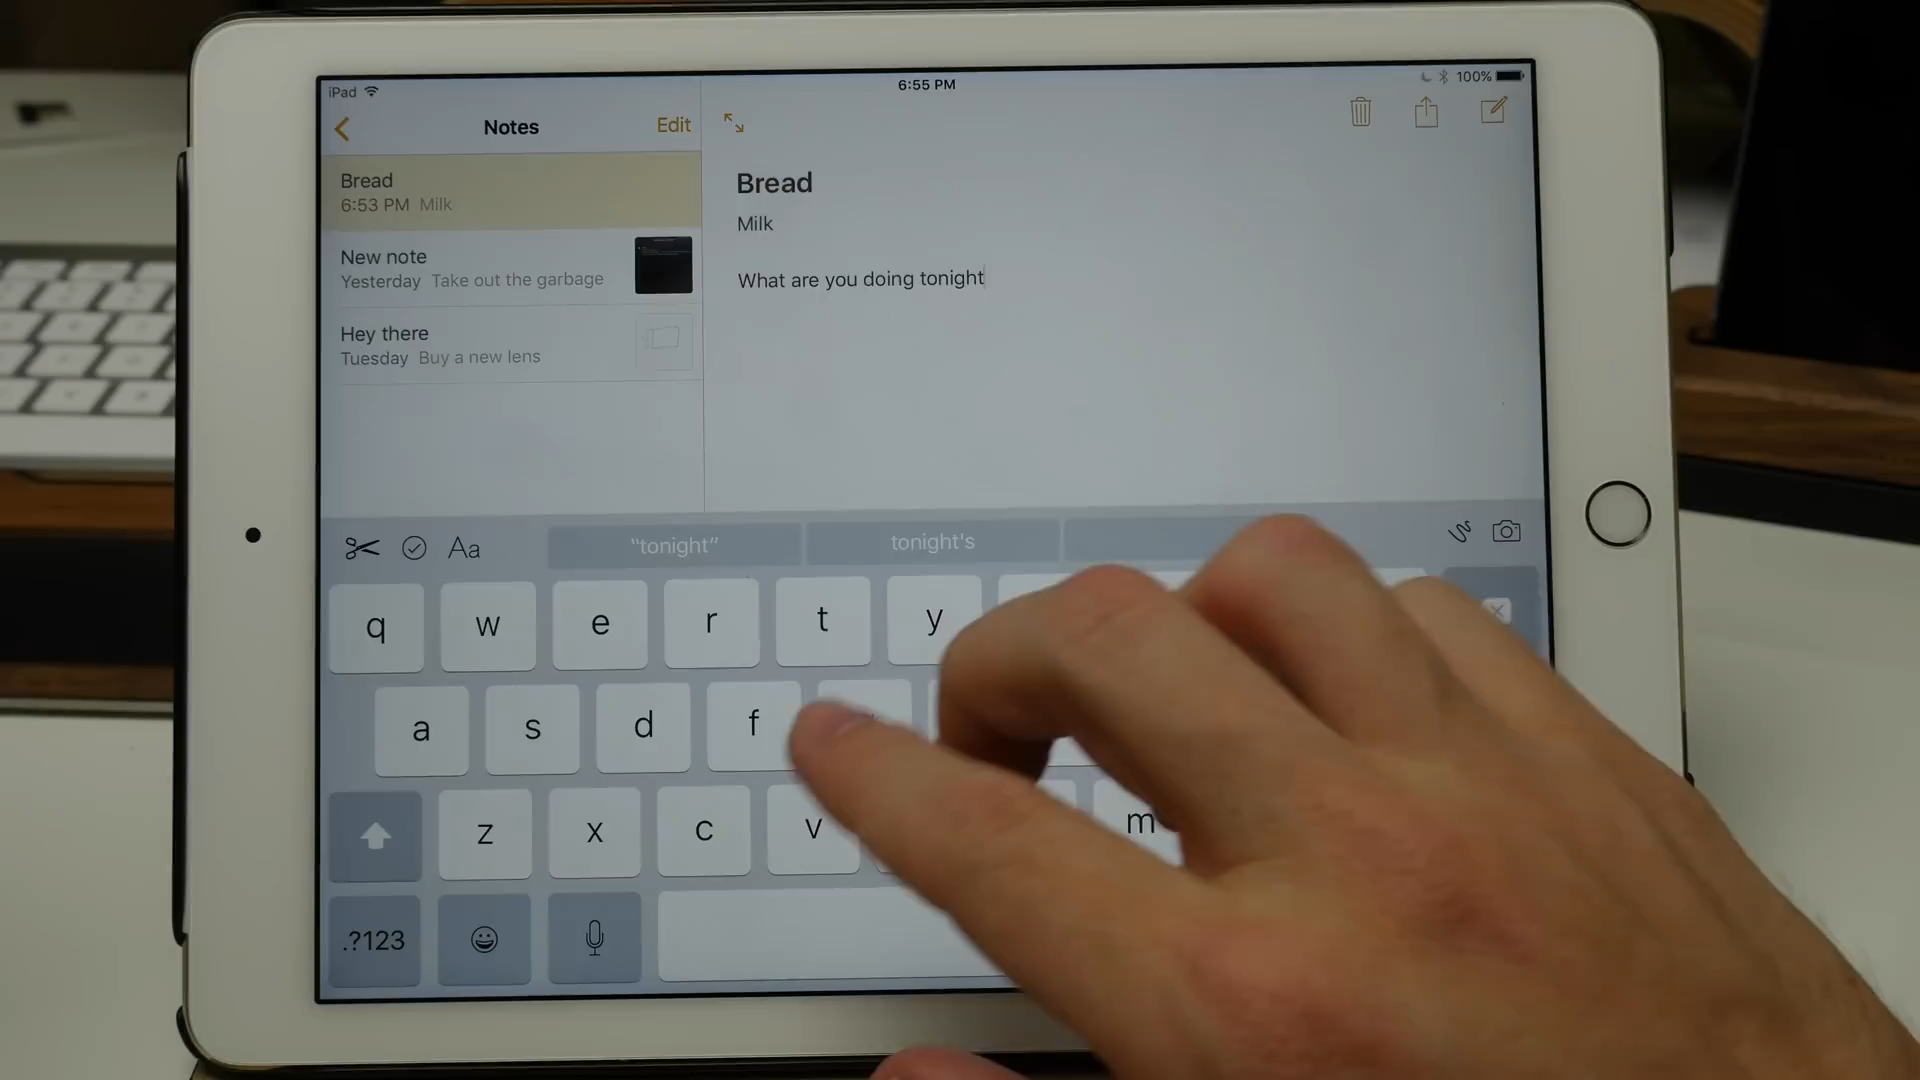 iPad
6:55 PM
100%
Notes
Edit
Bread
6:53 PM Milk
New note
Yesterday Take out the garbage
Hey there
Tuesday Buy a new lens
Bread
Milk
What are you doing tonight
Aa
“tonight”
tonight's
q w e r t y
a s d f
z x c v m
.?123